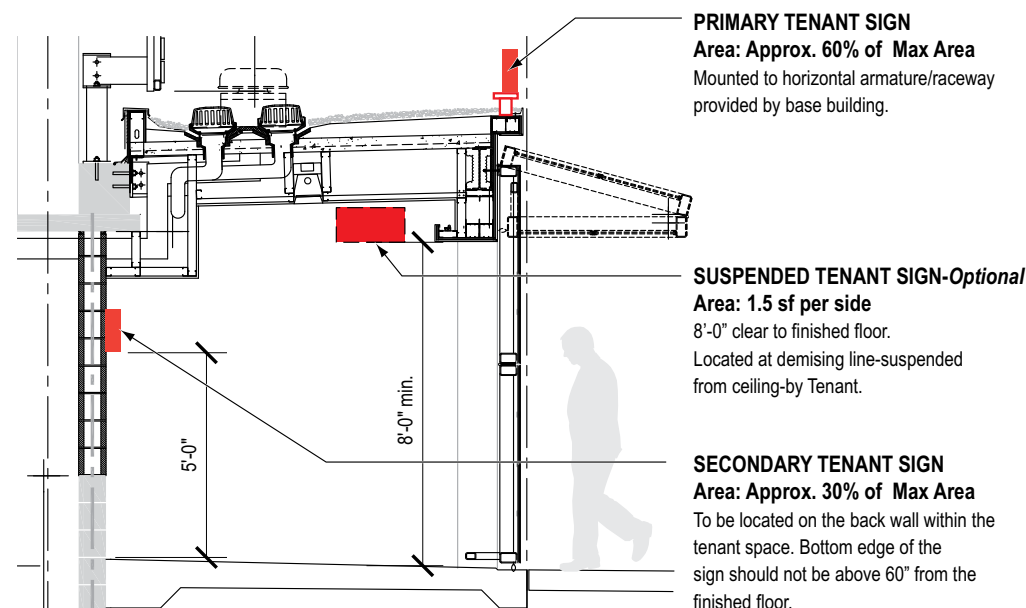 PRIMARY TENANT SIGN
Area: Approx. 60% of Max Area
Mounted to horizontal armature/raceway
provided by base building.
SUSPENDED TENANT SIGN-Optional
Area: 1.5 sf per side
8’-0” clear to finished floor.
Located at demising line-suspended
from ceiling-by Tenant.
5'-0"
8'-0" min.
SECONDARY TENANT SIGN
Area: Approx. 30% of Max Area
To be located on the back wall within the
tenant space. Bottom edge of the
sign should not be above 60” from the
finished floor.